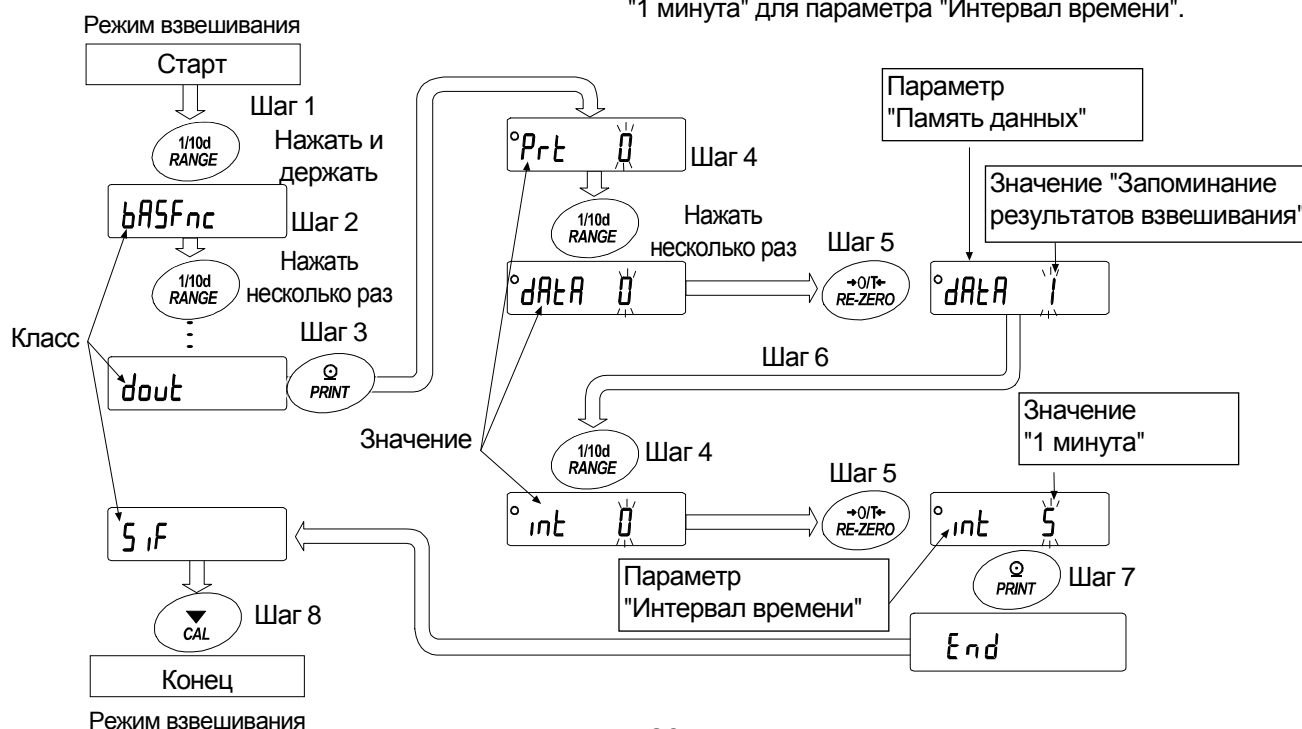 "1 минута" для параметра "Интервал времени".
Режим взвешивания
Старт
Шаг 1
1/10d
RANGE
Нажать и
держать
bASFnc
Шаг 2
1/10d
RANGE
Нажать
несколько раз
Класс
dout
Шаг 3
PRINT
Prt 0
Шаг 4
1/10d
RANGE
Нажать
несколько раз
dAtA 0
Шаг 5
→0/T←
RE-ZERO
Параметр
"Память данных"
Значение "Запоминание
результатов взвешивания"
dAtA 1
Шаг 6
Значение
1/10d
RANGE
Шаг 4
int 0
Шаг 5
→0/T←
RE-ZERO
Значение
"1 минута"
int 5
Параметр
"Интервал времени"
PRINT
Шаг 7
End
SiF
CAL
Шаг 8
Конец
Режим взвешивания